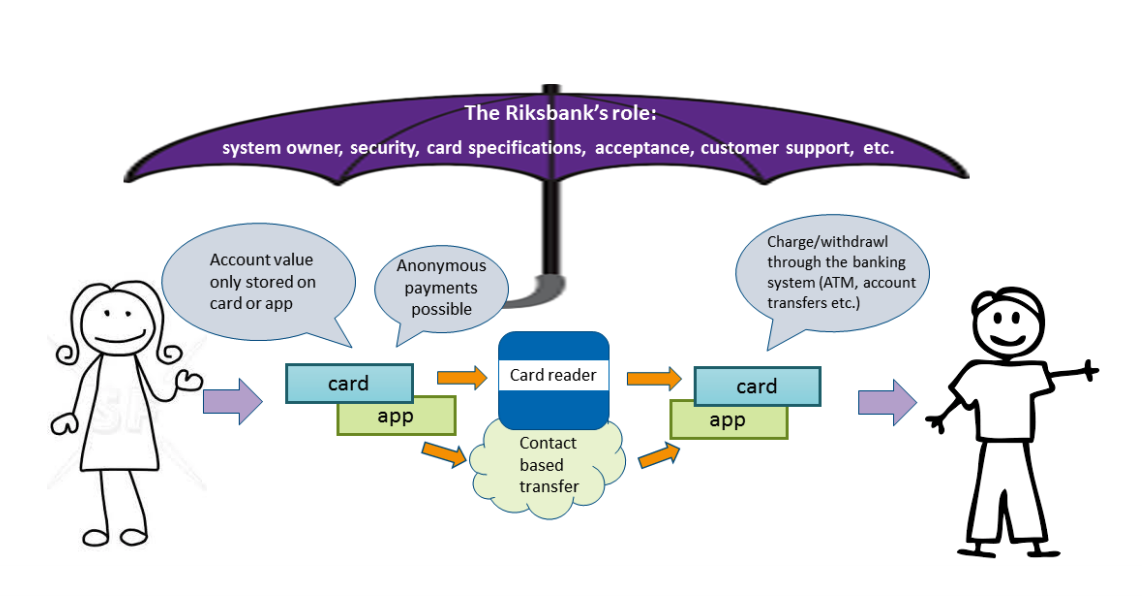 The Riksbank's role:
system owner, security, card specifications, acceptance, customer support, etc.
Account value
only stored on
card or app
Anonymous
payments
possible
Charge/withdrawl
through the banking
system (ATM, account
transfers etc.)
card
app
Card reader
Contact
based
transfer
card
app